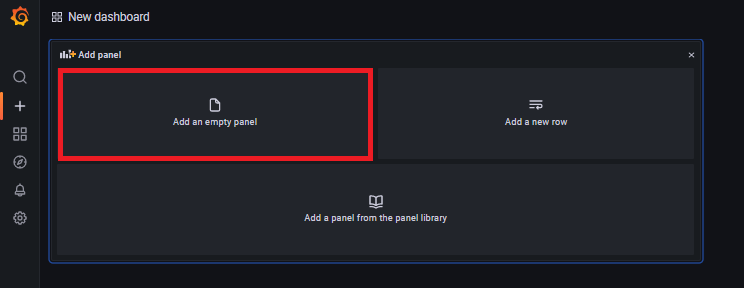 New dashboard
Add panel
Add an empty panel
Add a new row
Add a panel from the panel library